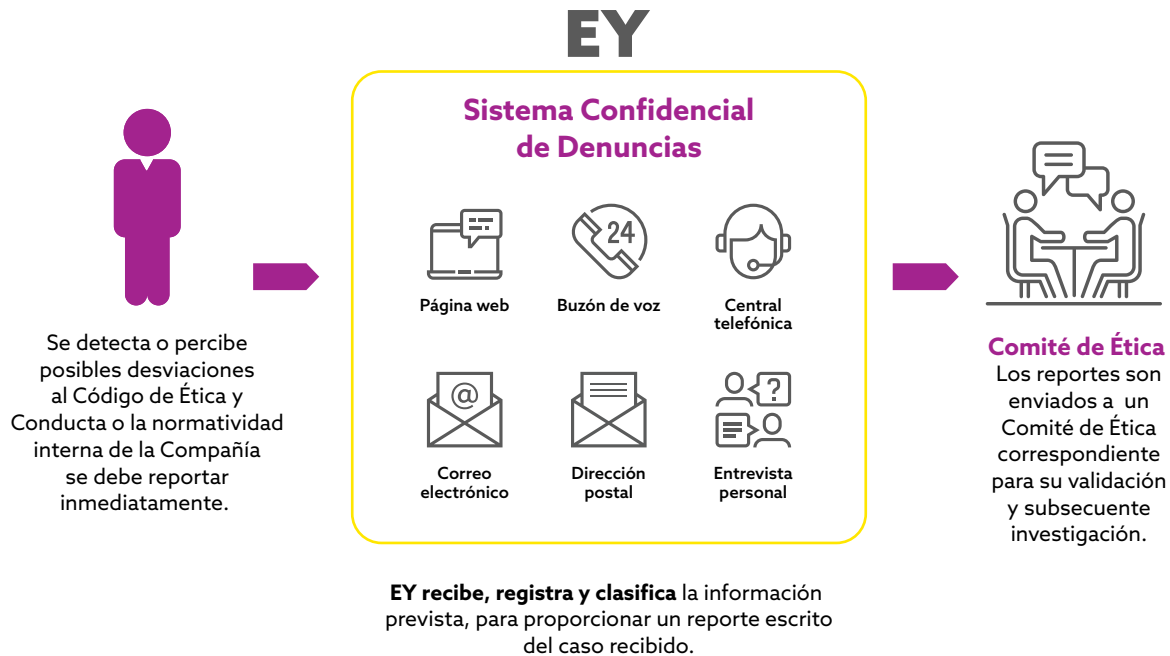 EY
Sistema Confidencial
de Denuncias
24
Página web
Buzón de voz
Central
telefónica
@
?
Correo
electrónico
Dirección
postal
Entrevista
personal
Se detecta o percibe
posibles desviaciones
al Código de Ética y
Conducta o la normatividad
interna de la Compañía
se debe reportar
inmediatamente.
Comité de Ética
Los reportes son
enviados a un
Comité de Ética
correspondiente
para su validación
y subsecuente
investigación.
EY recibe, registra y clasifica la información
prevista, para proporcionar un reporte escrito
del caso recibido.